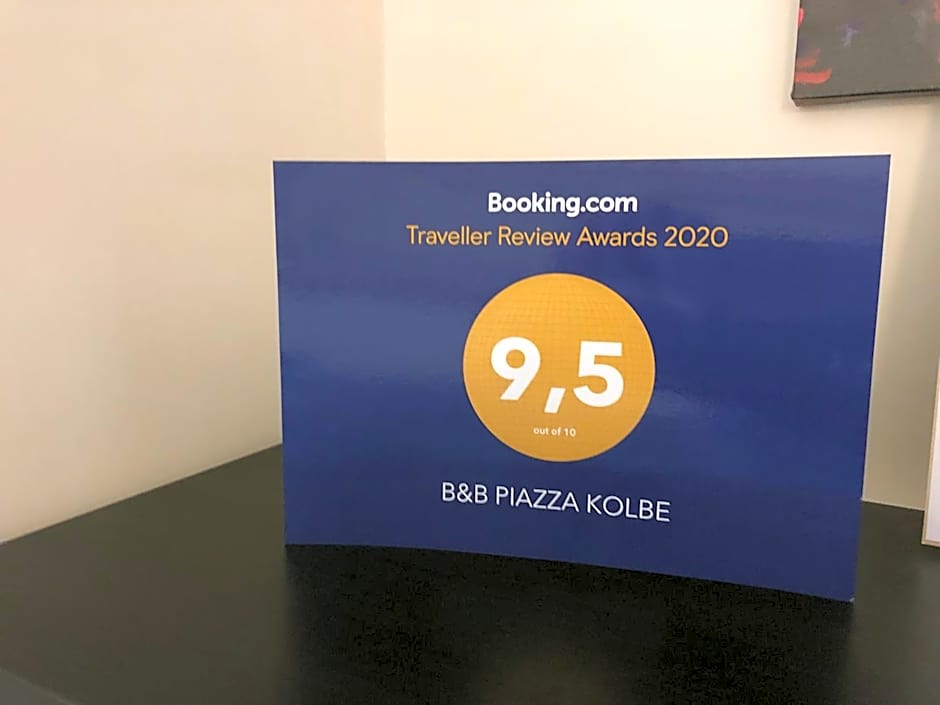 Booking.com
Traveller Review Awards 2020
9,5
out of 10
B&B PIAZZA KOLBE